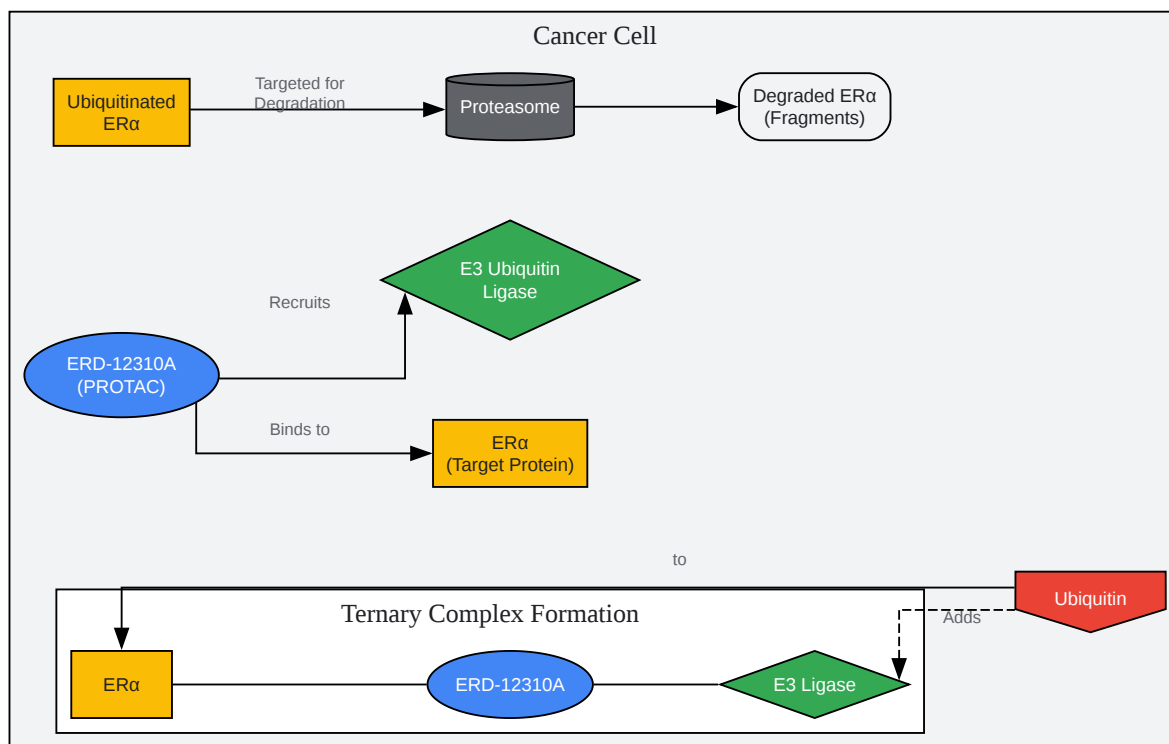 Cancer Cell
Ubiquitinated
ERα
Targeted for
Degradation
Proteasome
Degraded ERα
(Fragments)
E3 Ubiquitin
Ligase
Recruits
ERD-12310A
(PROTAC)
Binds to
ERα
(Target Protein)
to
Ubiquitin
Adds
Ternary Complex Formation
ERα
ERD-12310A
E3 Ligase